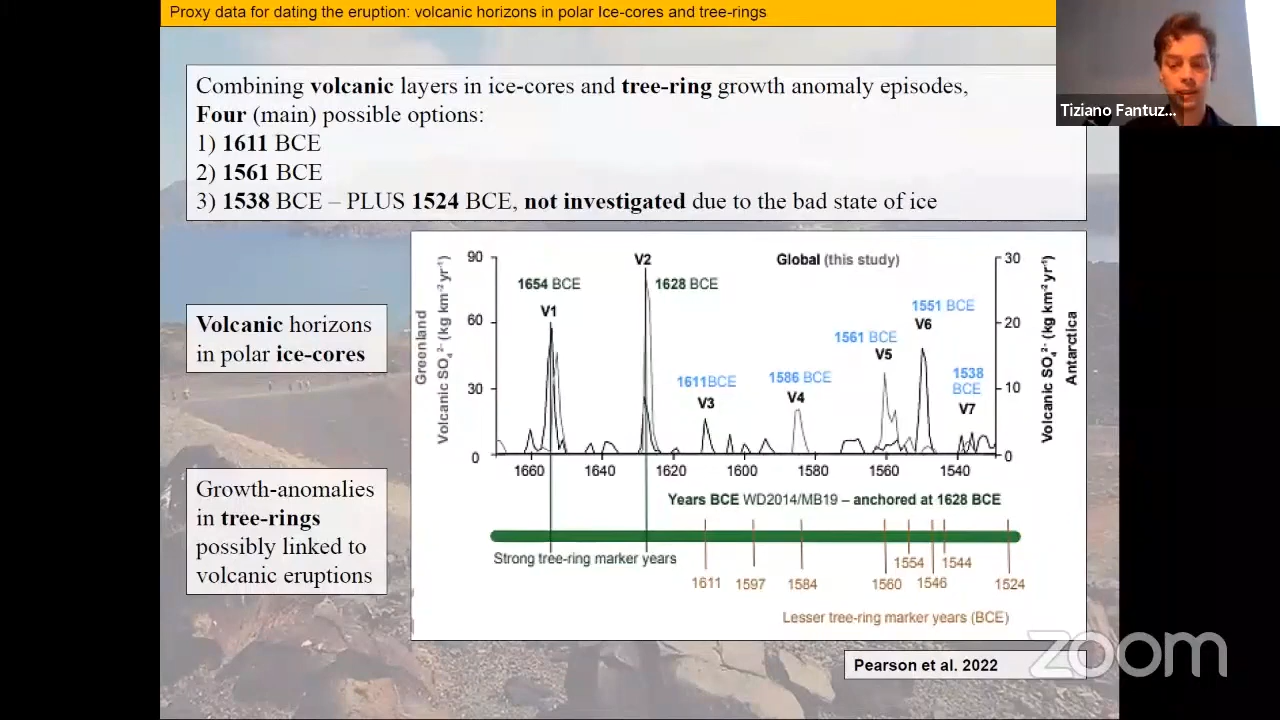 Proxy data for dating the eruption: volcanic horizons in polar Ice-cores and tree-rings
Tiziano Fantuz...
Combining volcanic layers in ice-cores and tree-ring growth anomaly episodes,
Four (main) possible options:
1) 1611 BCE
2) 1561 BCE
3) 1538 BCE – PLUS 1524 BCE, not investigated due to the bad state of ice
Volcanic horizons
in polar ice-cores
Growth-anomalies
in tree-rings
possibly linked to
volcanic eruptions
Greenland
Volcanic SO₄²⁻ (kg km⁻² yr⁻¹)
90
60
30
0
Global (this study)
1654 BCE
V1
V2
1628 BCE
1611BCE
V3
1586 BCE
V4
1561 BCE
V5
1551 BCE
V6
1538
BCE
V7
30
20
10
0
Volcanic SO₄²⁻ (kg km⁻² yr⁻¹)
Antarctica
1660 1640 1620 1600 1580 1560 1540
Years BCE WD2014/MB19 – anchored at 1628 BCE
Strong tree-ring marker years
1554 1544
1611 1597 1584 1560 1546 1524
Lesser tree-ring marker years (BCE)
Pearson et al. 2022
zoom